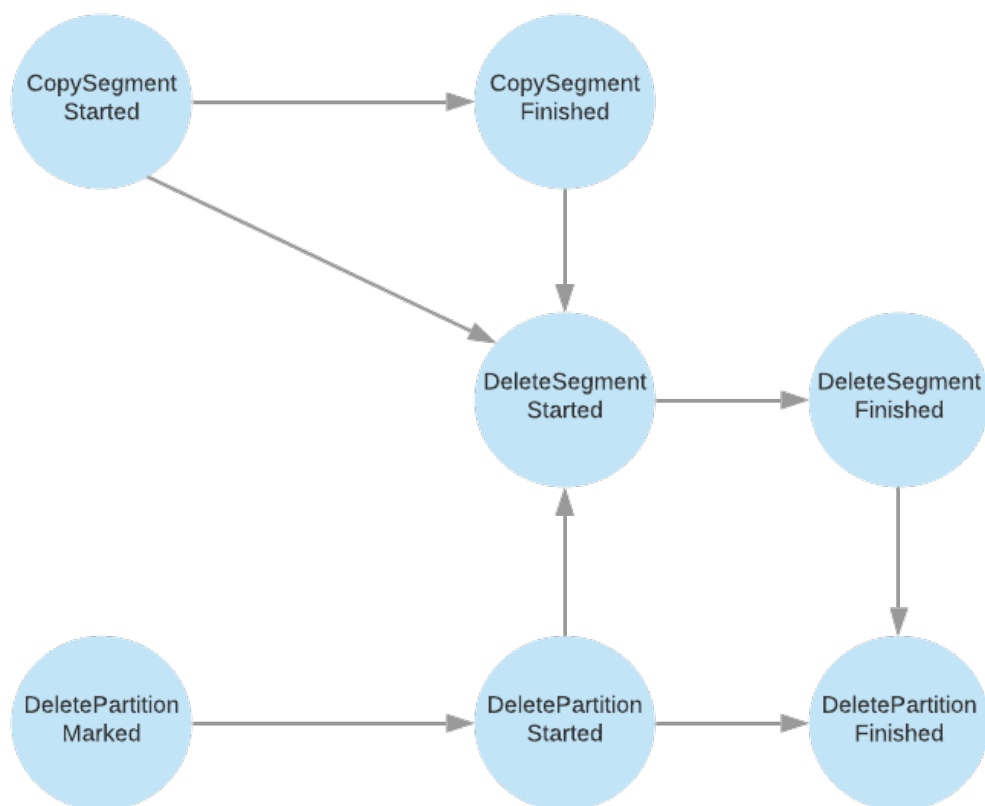 CopySegment
Started
CopySegment
Finished
DeleteSegment
Started
DeleteSegment
Finished
DeletePartition
Marked
DeletePartition
Started
DeletePartition
Finished